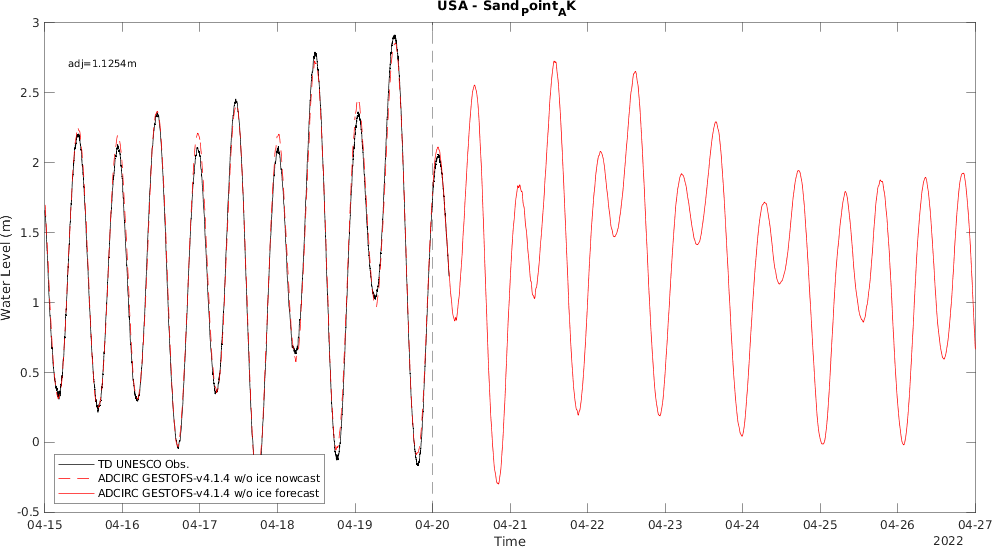 USA - Sand_Point_AK
3
2.5
2
1.5
1
0.5
0
-0.5
Water Level (m)
adj=1.1254m
TD UNESCO Obs.
ADCIRC GESTOFS-v4.1.4 w/o ice nowcast
ADCIRC GESTOFS-v4.1.4 w/o ice forecast
04-15 04-16 04-17 04-18 04-19 04-20 04-21 04-22 04-23 04-24 04-25 04-26 04-27
Time
2022